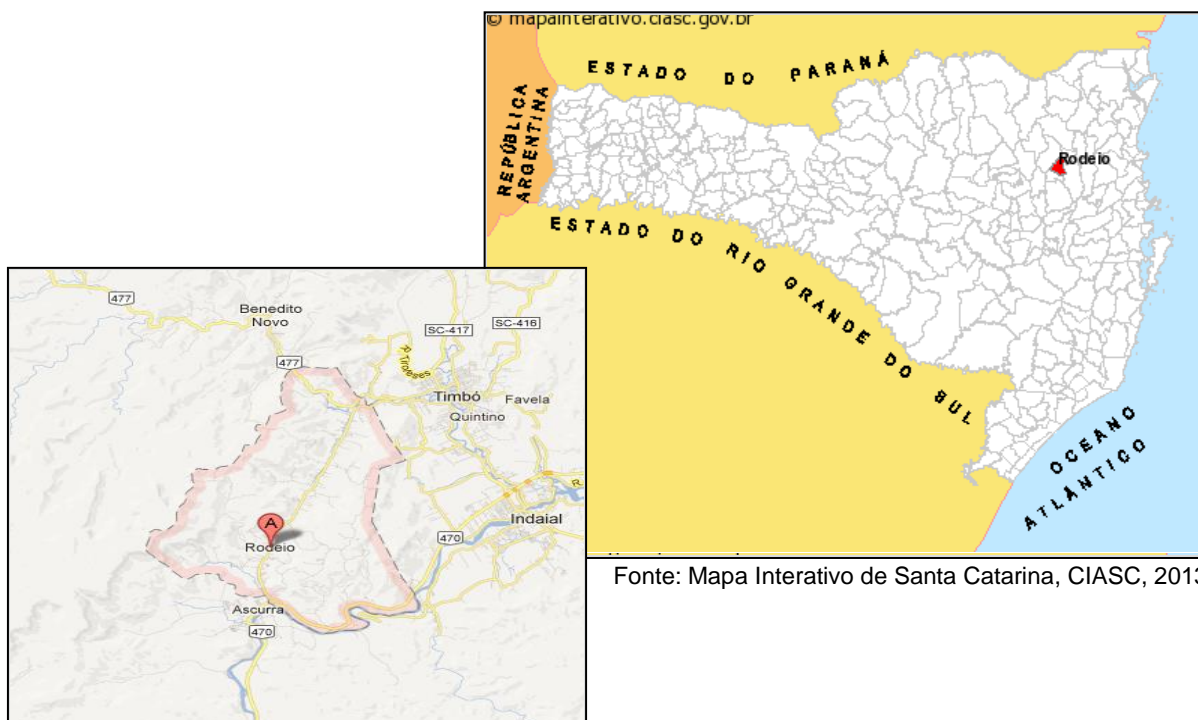 © mapainterativo.ciasc.gov.br
ESTADO DO PARANÁ
REPÚBLICA
ARGENTINA
Rodeio
ESTADO DO RIO GRANDE DO SUL
OCEANO
ATLÂNTICO
Fonte: Mapa Interativo de Santa Catarina, CIASC, 2013
477
Benedito
Novo
SC-417
SC-416
477
R. Tiroleses
Timbó
Favela
Quintino
R.
Indaial
A
Rodeio
470
Ascurra
470